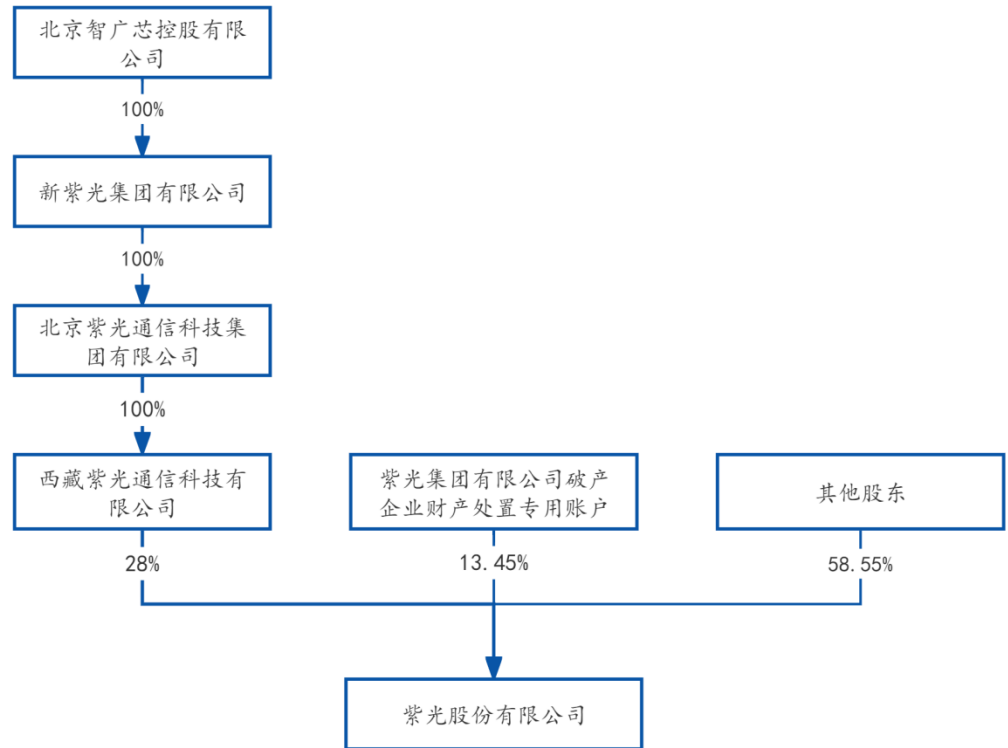 北京智广芯控股有限
公司
100%
新紫光集团有限公司
100%
北京紫光通信科技集
团有限公司
100%
西藏紫光通信科技有
限公司
紫光集团有限公司破产
企业财产处置专用账户
其他股东
28%
13.45%
58.55%
紫光股份有限公司